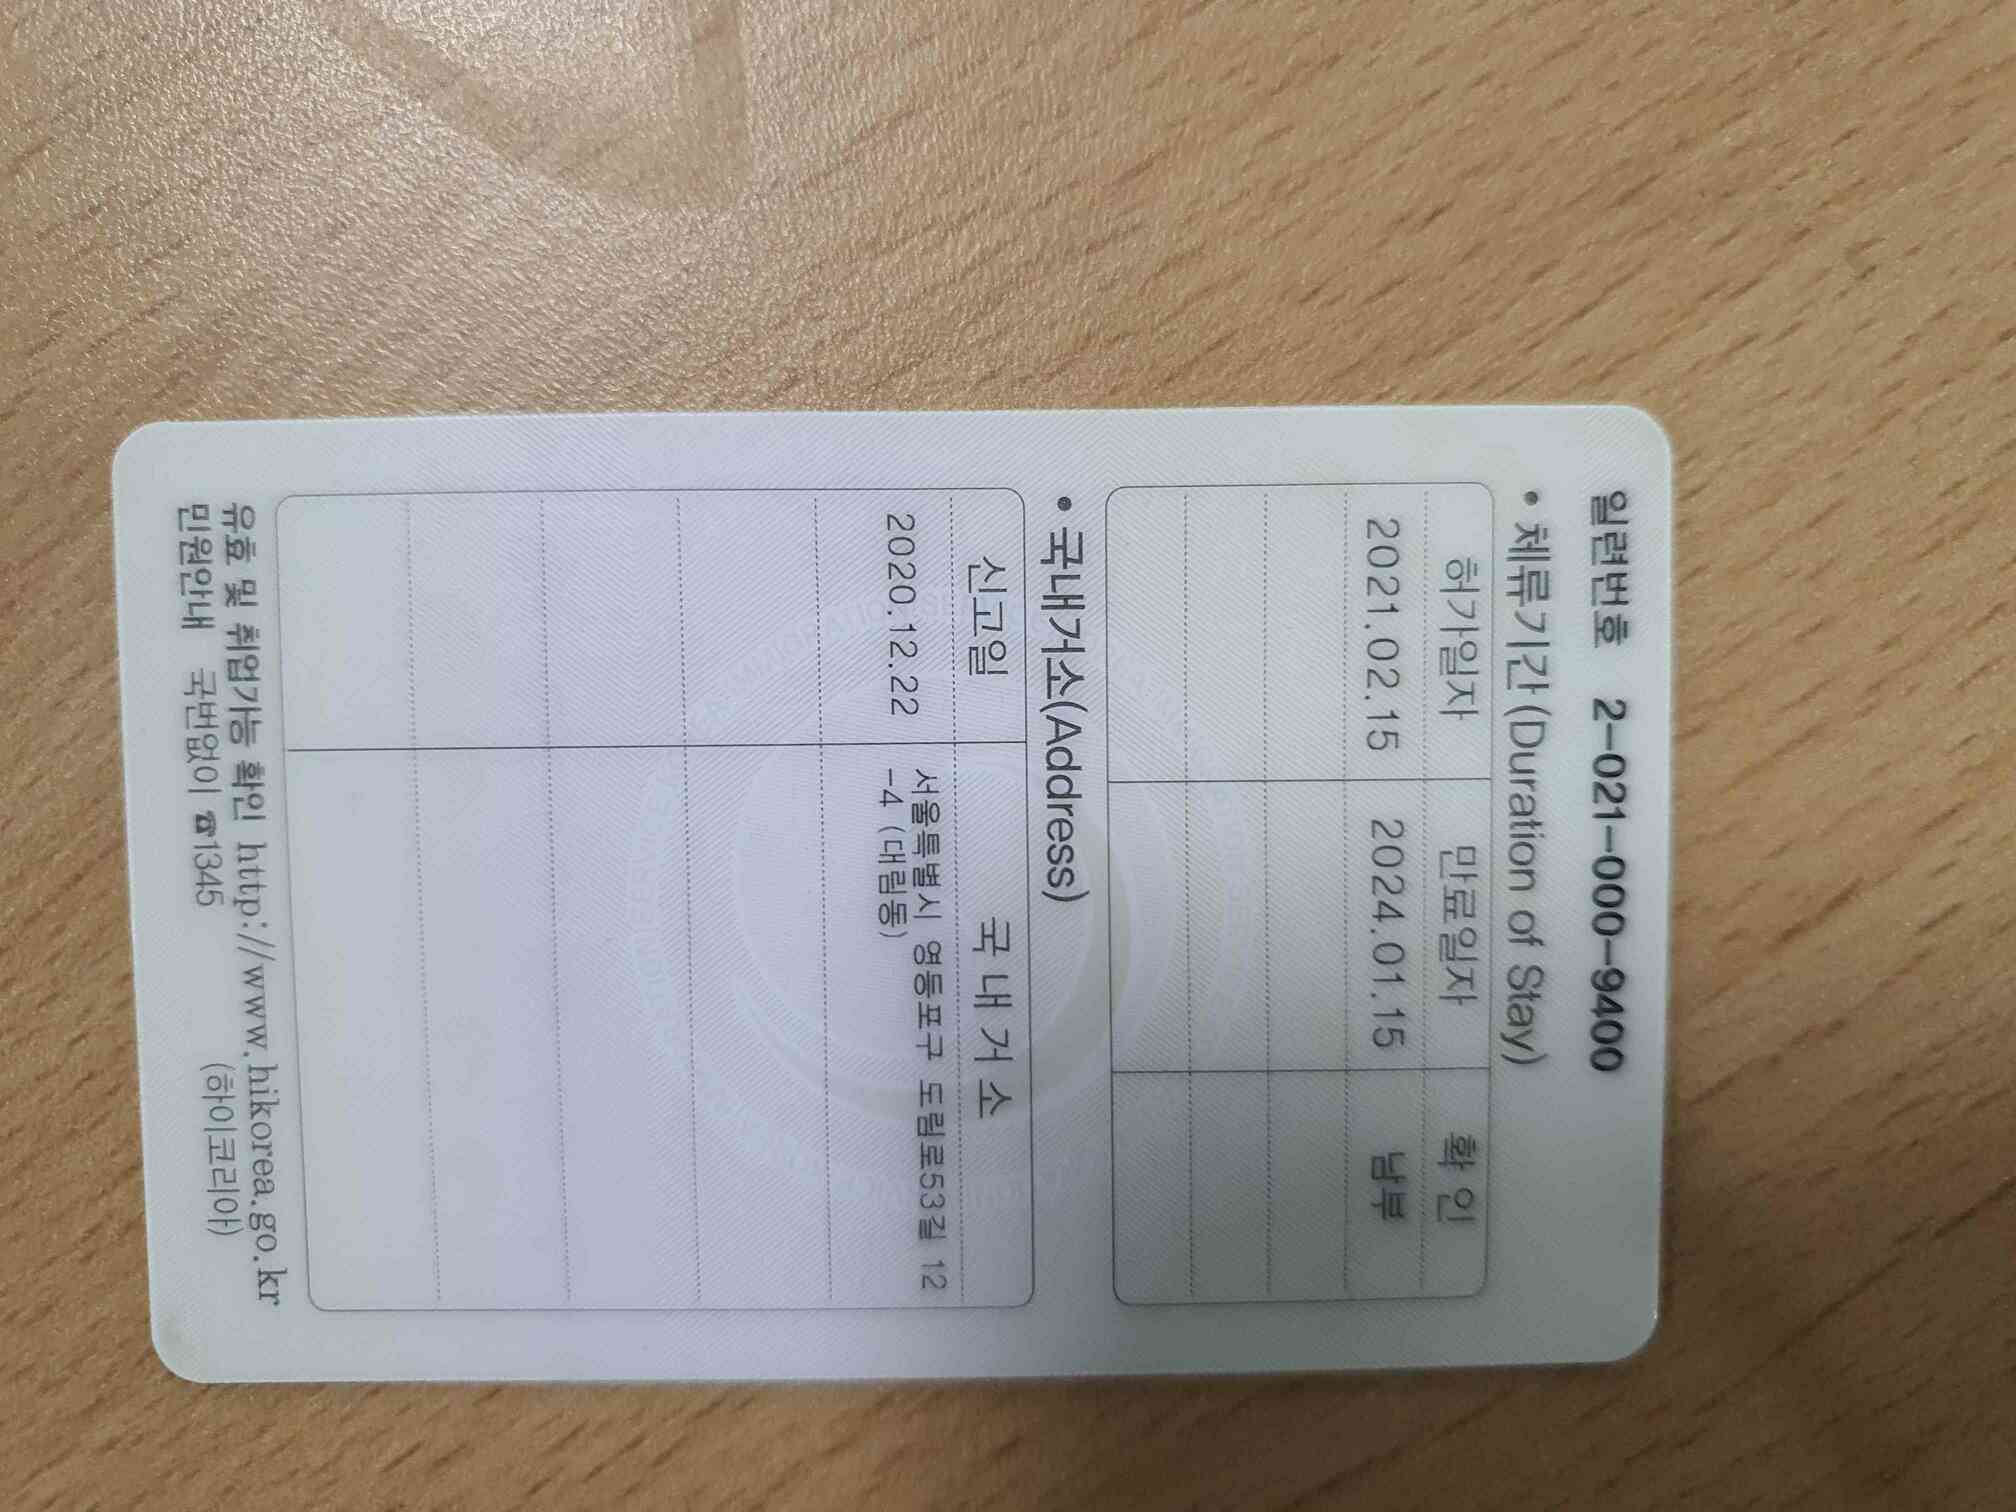 일련번호 2-021-000-9400
• 체류기간(Duration of Stay)
허가일자 만료일자 확인
2021.02.15 2024.01.15 남부
• 국내거소(Address)
신고일 국내거소
2020.12.22 서울특별시 영등포구 도림로53길 12
-4 (대림동)
유효 및 취업가능 확인 http://www.hikorea.go.kr
민원안내 국번없이 ☎1345 (하이코리아)